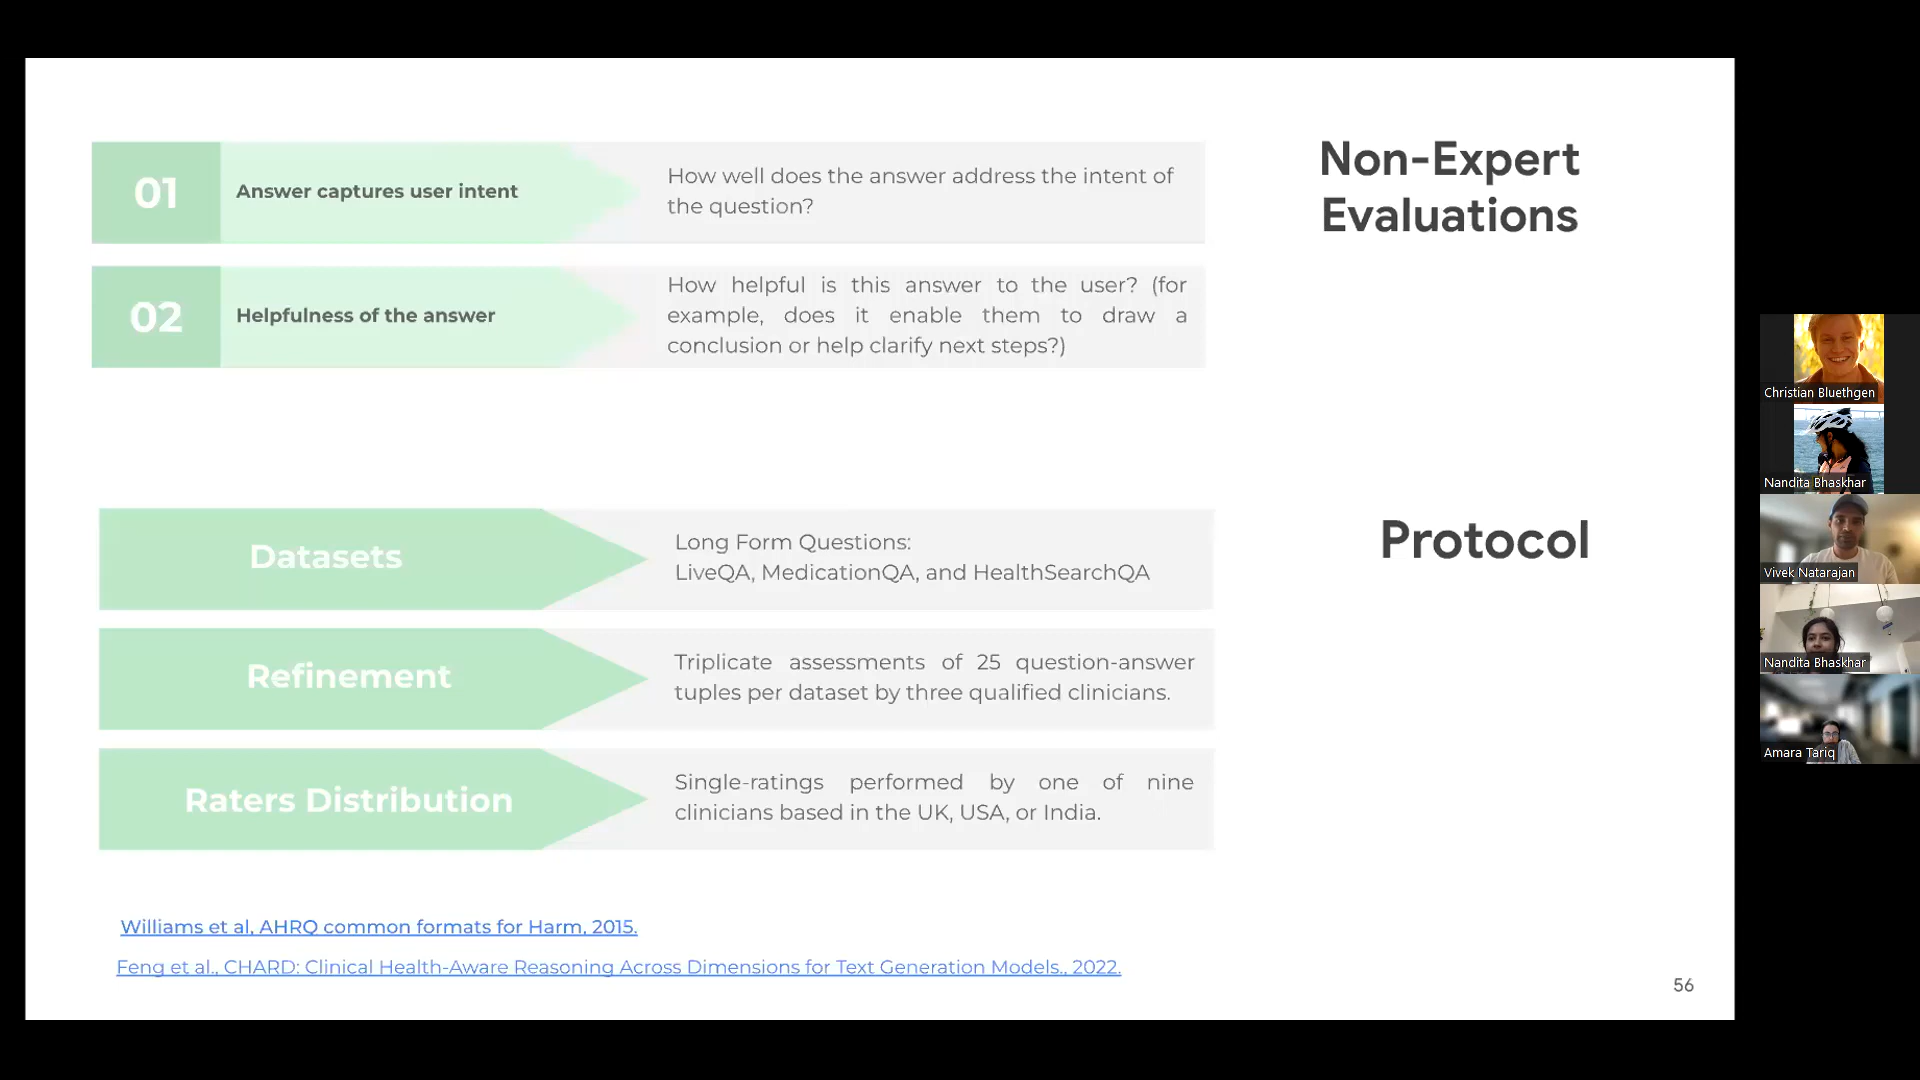 01
Answer captures user intent
How well does the answer address the intent of
the question?
Non-Expert
Evaluations
02
Helpfulness of the answer
How helpful is this answer to the user? (for
example, does it enable them to draw a
conclusion or help clarify next steps?)
Datasets
Long Form Questions:
LiveQA, MedicationQA, and HealthSearchQA
Protocol
Refinement
Triplicate assessments of 25 question-answer
tuples per dataset by three qualified clinicians.
Raters Distribution
Single-ratings performed by one of nine
clinicians based in the UK, USA, or India.
Williams et al, AHRQ common formats for Harm, 2015.
Feng et al., CHARD: Clinical Health-Aware Reasoning Across Dimensions for Text Generation Models., 2022.
56
Christian Bluethgen
Nandita Bhaskhar
Vivek Natarajan
Nandita Bhaskhar
Amara Tariq